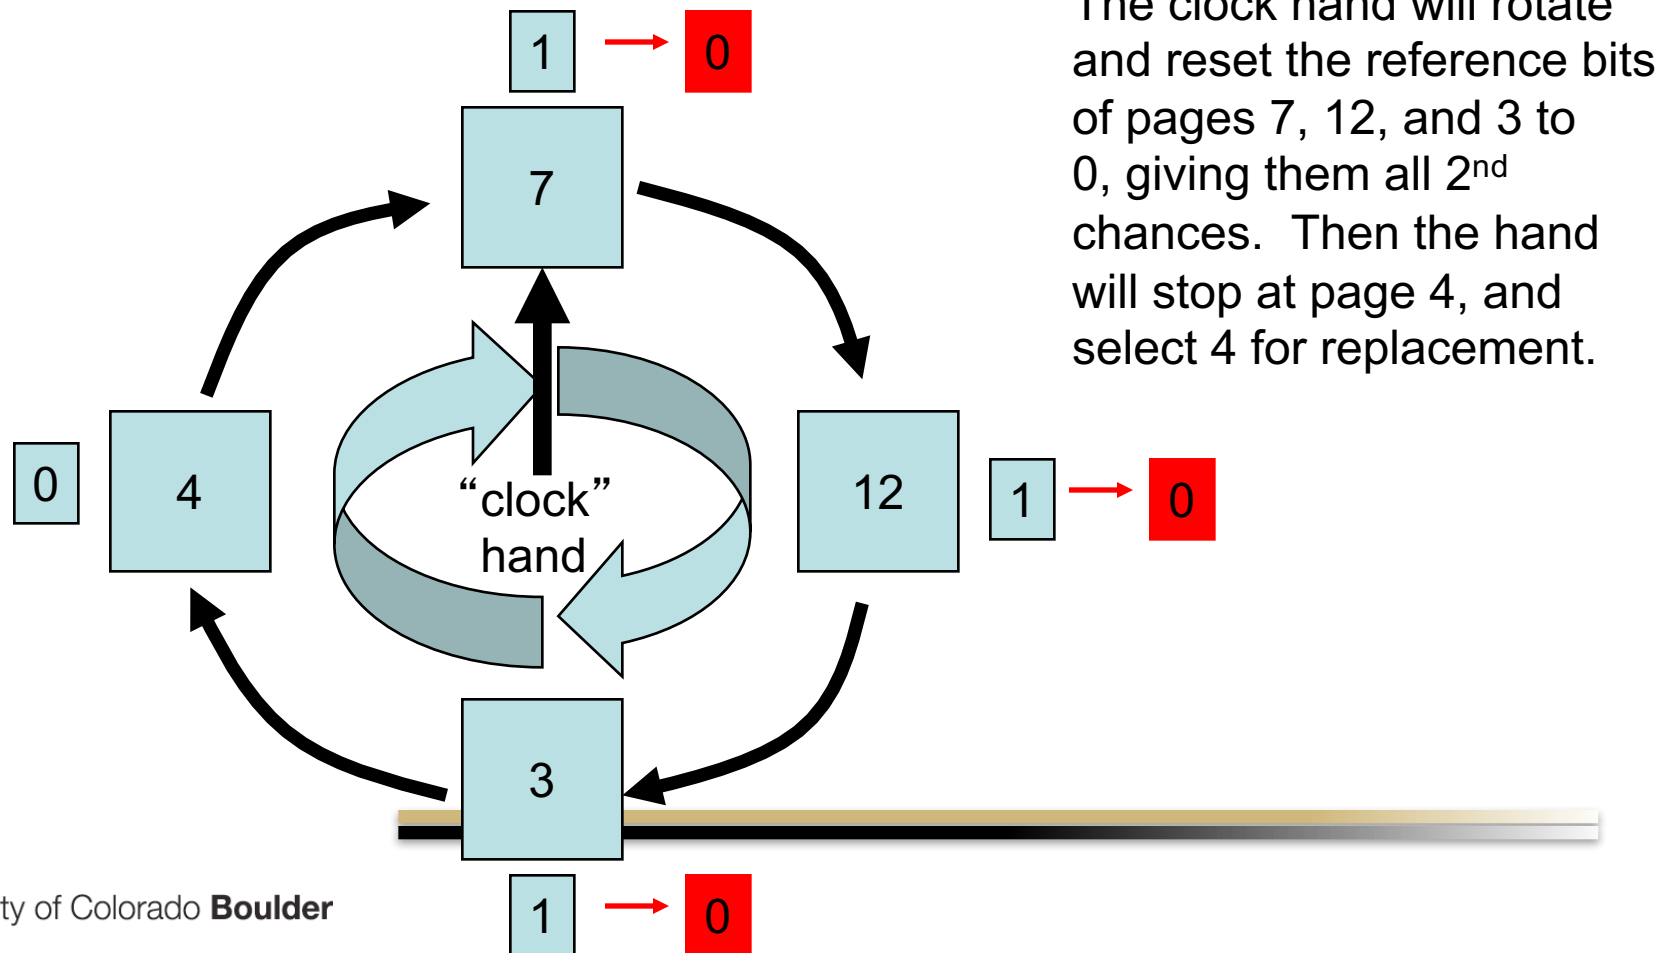 1 0
The clock hand will rotate
and reset the reference bits
of pages 7, 12, and 3 to
0, giving them all 2nd
chances. Then the hand
will stop at page 4, and
select 4 for replacement.
7
0 4
“clock”
hand
12 1 0
3
1 0
ty of Colorado Boulder